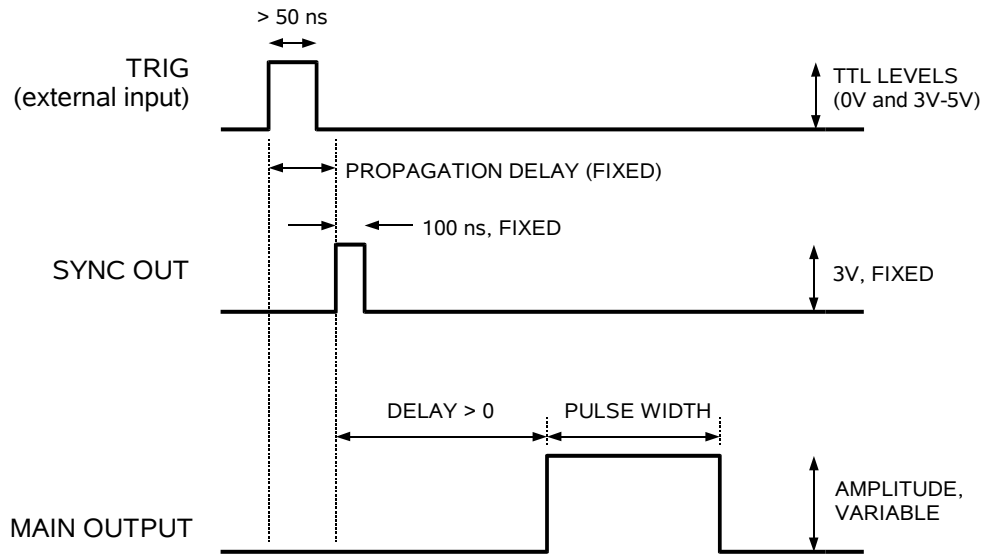 > 50 ns
TRIG
(external input)
TTL LEVELS
(0V and 3V-5V)
PROPAGATION DELAY (FIXED)
100 ns, FIXED
SYNC OUT
3V, FIXED
DELAY > 0
PULSE WIDTH
AMPLITUDE,
VARIABLE
MAIN OUTPUT